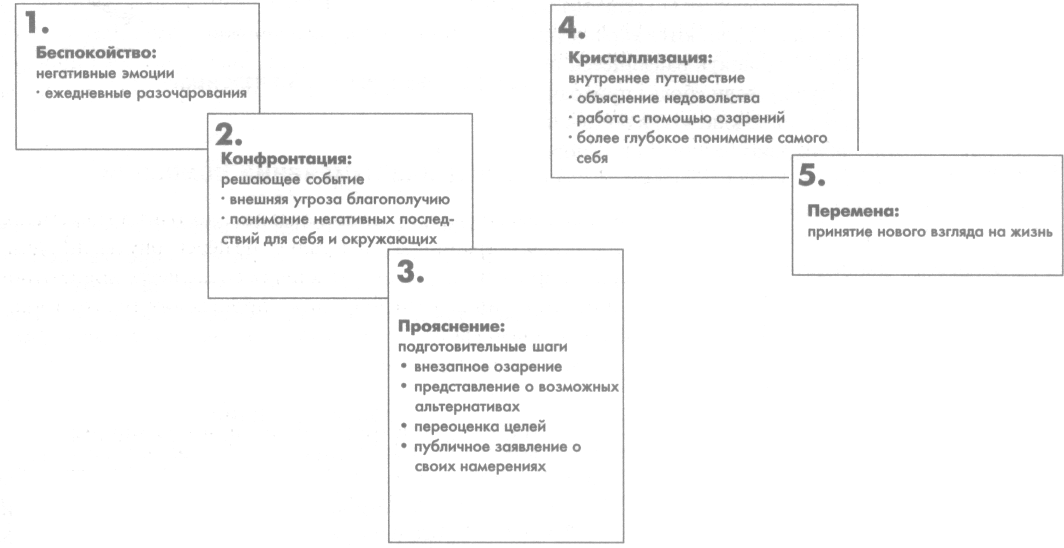 1.
Беспокойство:
негативные эмоции
· ежедневные разочарования
2.
Конфронтация:
решающее событие
· внешняя угроза благополучию
· понимание негативных послед-
ствий для себя и окружающих
3.
Прояснение:
подготовительные шаги
• внезапное озарение
• представление о возможных
альтернативах
• переоценка целей
• публичное заявление о
своих намерениях
4.
Кристаллизация:
внутреннее путешествие
· объяснение недовольства
· работа с помощью озарений
· более глубокое понимание самого
себя
5.
Перемена:
принятие нового взгляда на жизнь